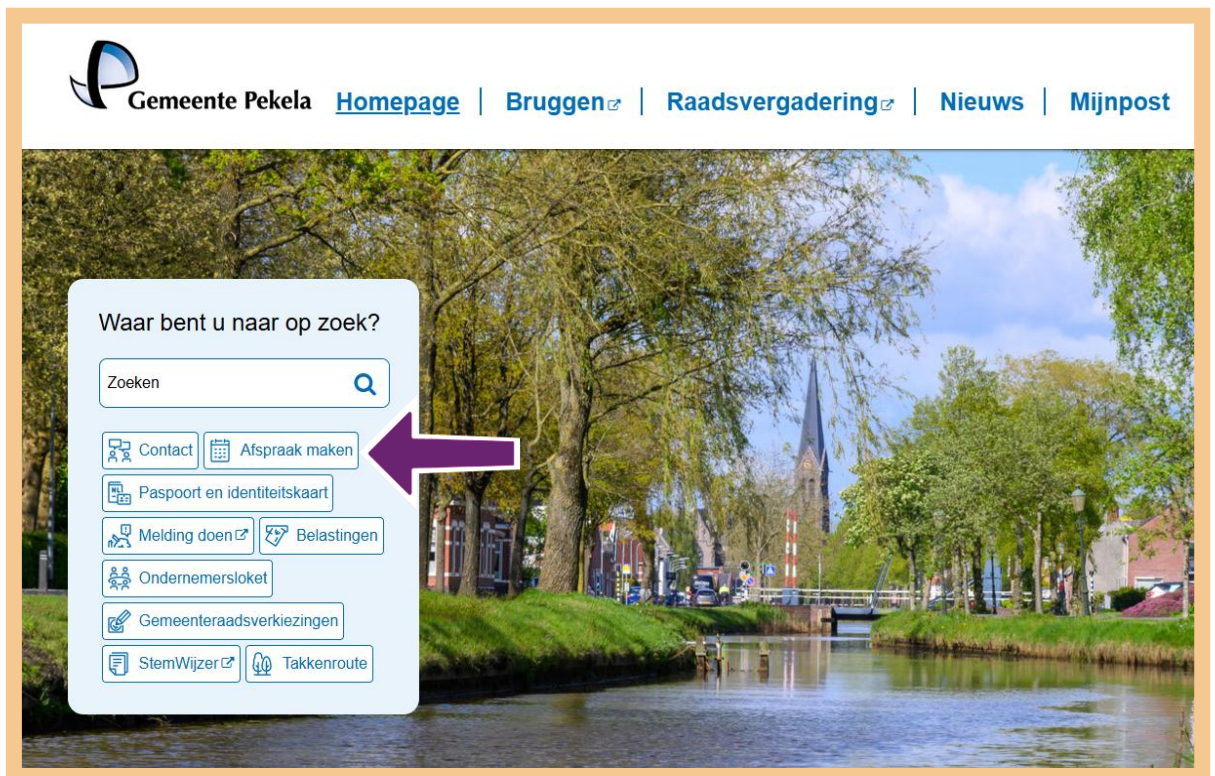 Gemeente Pekela Homepage Bruggen Raadsvergadering Nieuws Mijnpost
Waar bent u naar op zoek?
Zoeken
Contact Afspraak maken
Paspoort en identiteitskaart
Melding doen Belastingen
Ondernemersloket
Gemeenteraadsverkiezingen
StemWijzer Takkenroute